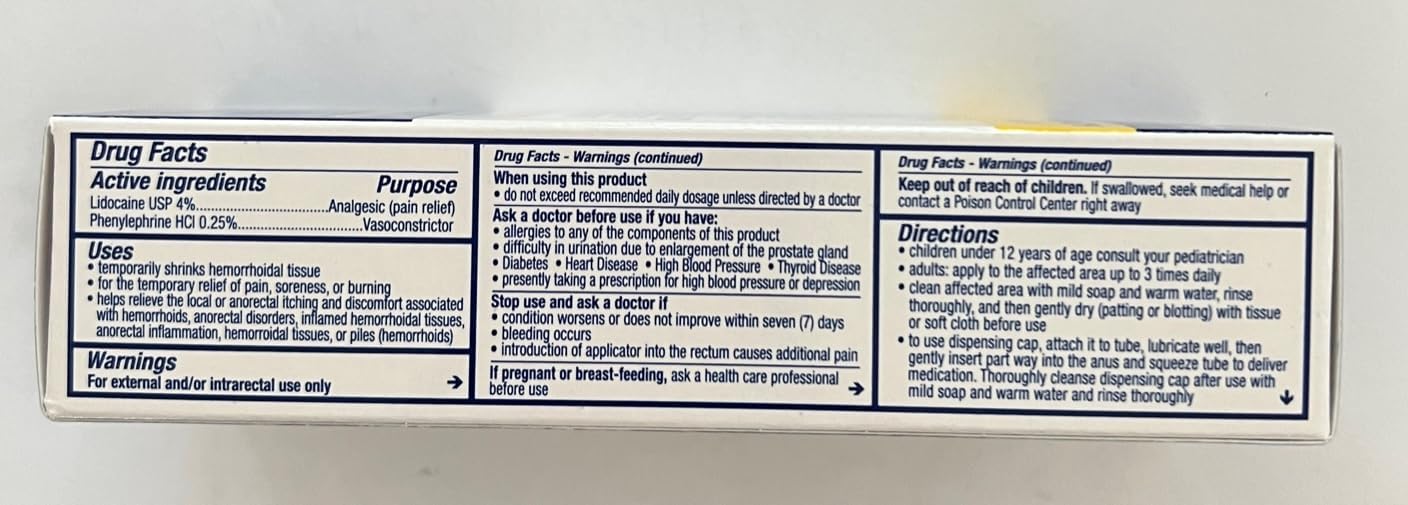 Drug Facts
Active ingredients Purpose
Lidocaine USP 4%..............................Analgesic (pain relief)
Phenylephrine HCl 0.25%............................Vasoconstrictor
Uses
• temporarily shrinks hemorrhoidal tissue
• for the temporary relief of pain, soreness, or burning
• helps relieve the local or anorectal itching and discomfort associated
with hemorrhoids, anorectal disorders, inflamed hemorrhoidal tissues,
anorectal inflammation, hemorroidal tissues, or piles (hemorrhoids)
Warnings
For external and/or intrarectal use only
Drug Facts - Warnings (continued)
When using this product
• do not exceed recommended daily dosage unless directed by a doctor
Ask a doctor before use if you have:
• allergies to any of the components of this product
• difficulty in urination due to enlargement of the prostate gland
• Diabetes • Heart Disease • High Blood Pressure • Thyroid Disease
• presently taking a prescription for high blood pressure or depression
Stop use and ask a doctor if
• condition worsens or does not improve within seven (7) days
• bleeding occurs
• introduction of applicator into the rectum causes additional pain
If pregnant or breast-feeding, ask a health care professional
before use
Drug Facts - Warnings (continued)
Keep out of reach of children. If swallowed, seek medical help or
contact a Poison Control Center right away
Directions
• children under 12 years of age consult your pediatrician
• adults: apply to the affected area up to 3 times daily
• clean affected area with mild soap and warm water, rinse
thoroughly, and then gently dry (patting or blotting) with tissue
or soft cloth before use
• to use dispensing cap, attach it to tube, lubricate well, then
gently insert part way into the anus and squeeze tube to deliver
medication. Thoroughly cleanse dispensing cap after use with
mild soap and warm water and rinse thoroughly